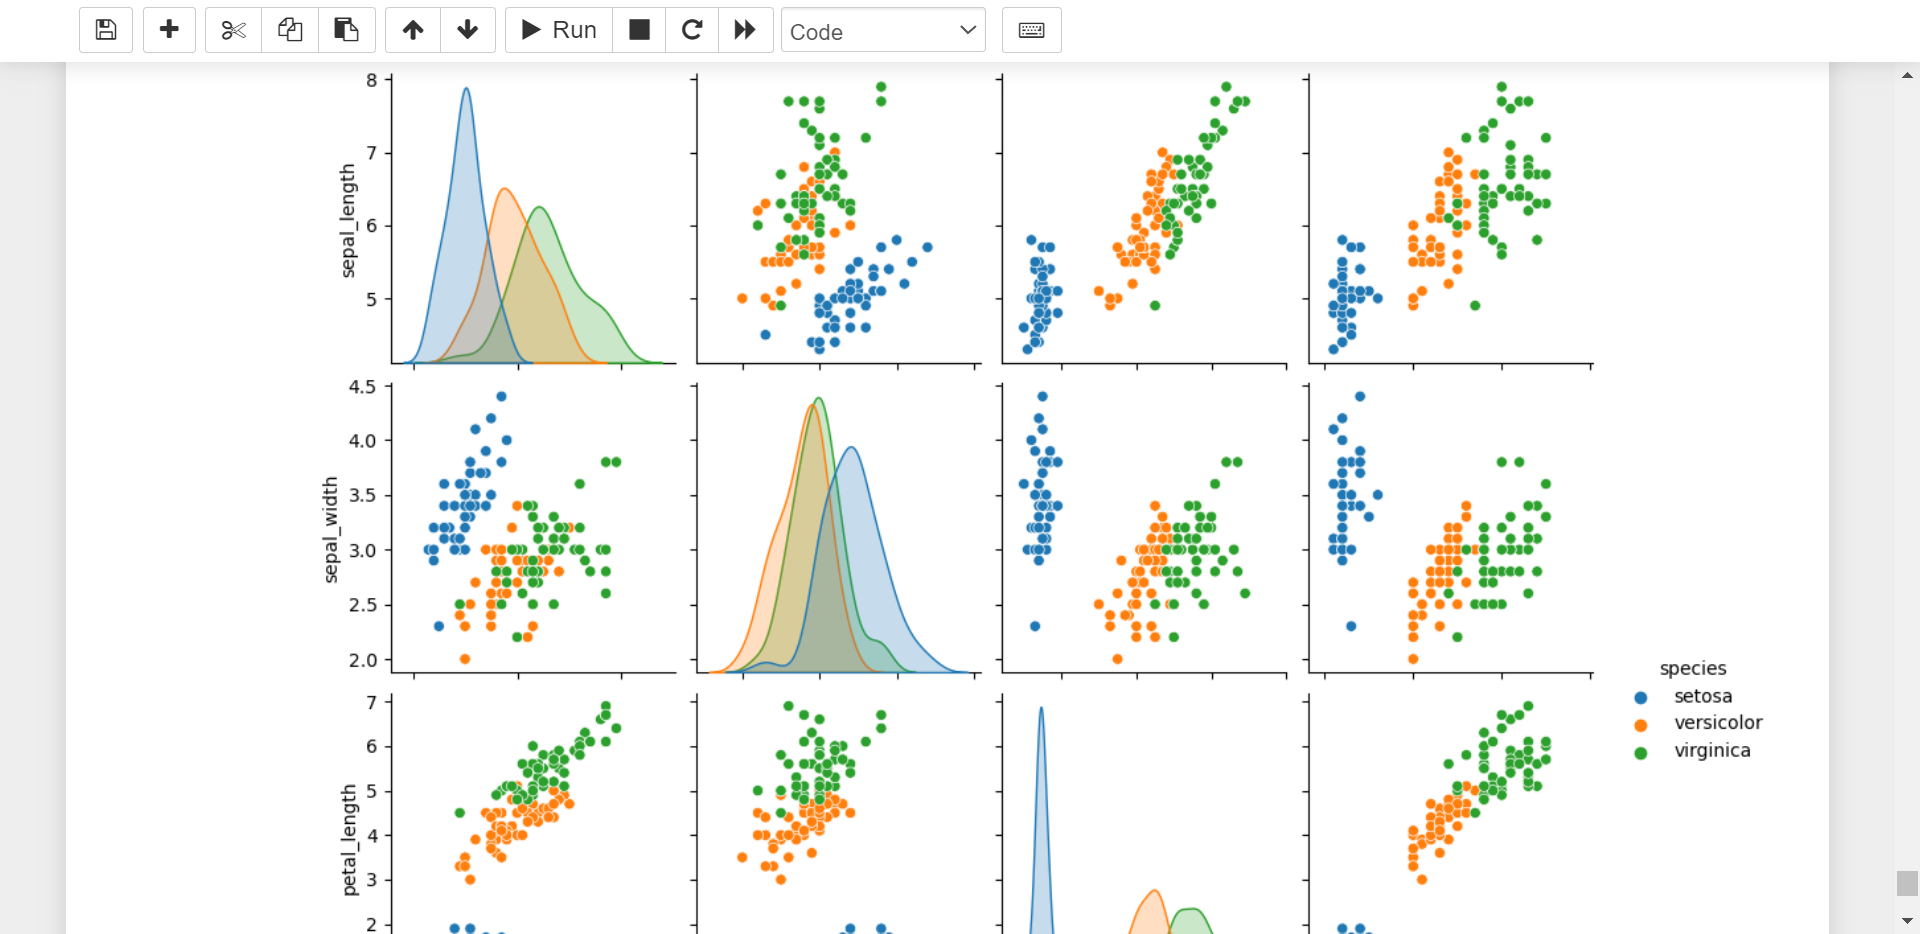 Run
Code
8
7
6
5
sepal_length
4.5
4.0
3.5
3.0
2.5
2.0
sepal_width
species
setosa
versicolor
virginica
7
6
5
4
3
2
petal_length